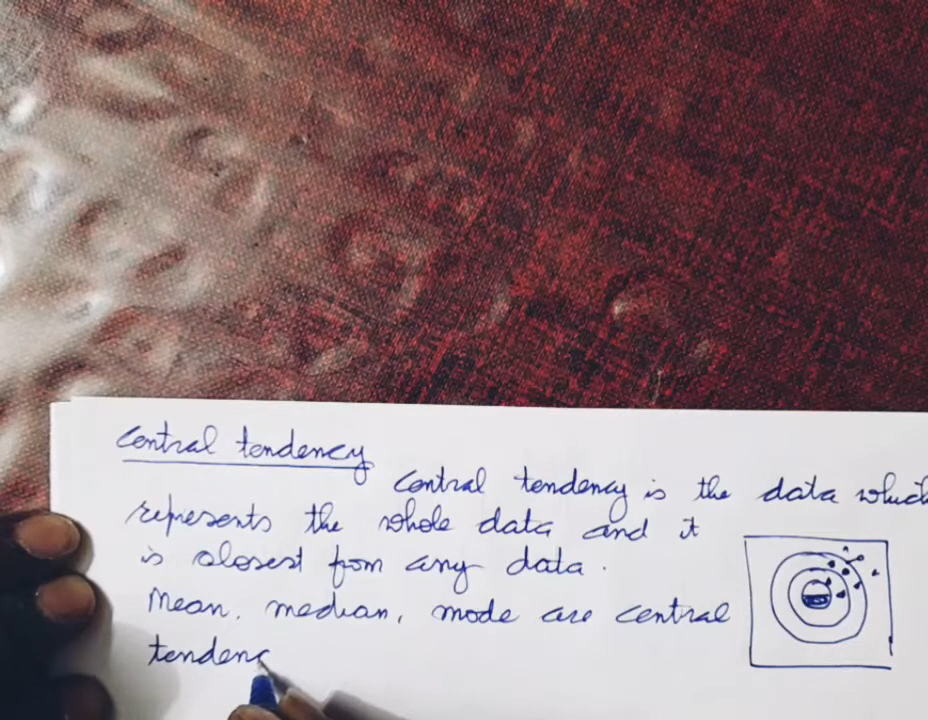 Central tendency
Central tendency is the data which
represents the whole data and it
is closest from any data.
Mean, median, mode are central
tendenc